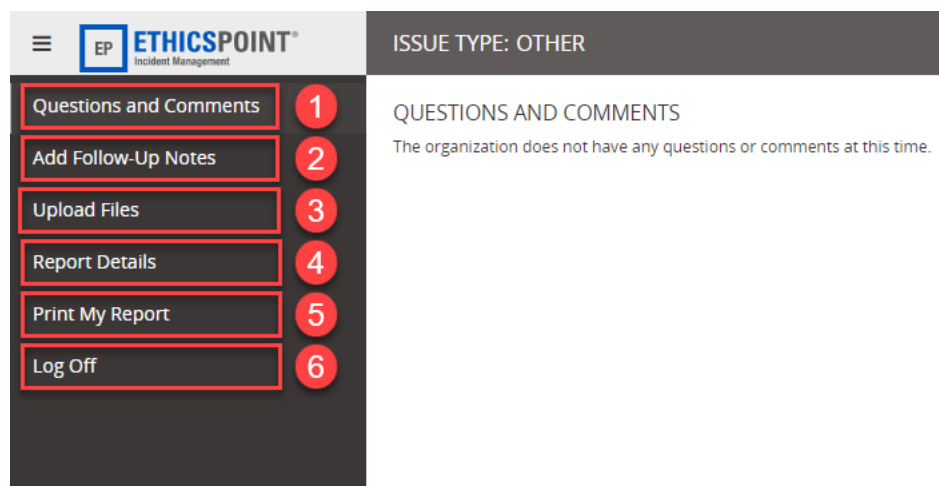 EP ETHICSPOINT®
Incident Management
ISSUE TYPE: OTHER
Questions and Comments 1
Add Follow-Up Notes 2
Upload Files 3
Report Details 4
Print My Report 5
Log Off 6
QUESTIONS AND COMMENTS
The organization does not have any questions or comments at this time.